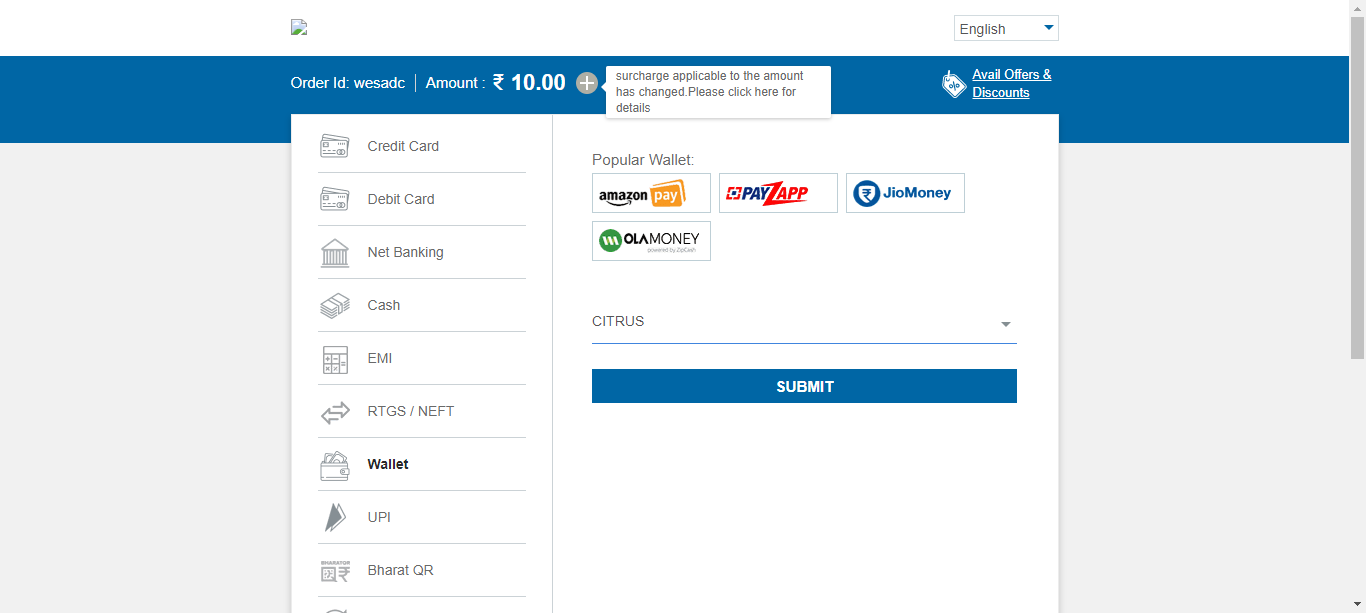 English
Order Id: wesadc
Amount : ₹ 10.00
surcharge applicable to the amount
has changed.Please click here for
details
Avail Offers &
Discounts
Credit Card
Debit Card
Net Banking
Cash
EMI
RTGS / NEFT
Wallet
UPI
BHARATQR
Bharat QR
Popular Wallet:
amazon pay
PAYZAPP
JioMoney
OLAMONEY
powered by ZipCash
CITRUS
SUBMIT